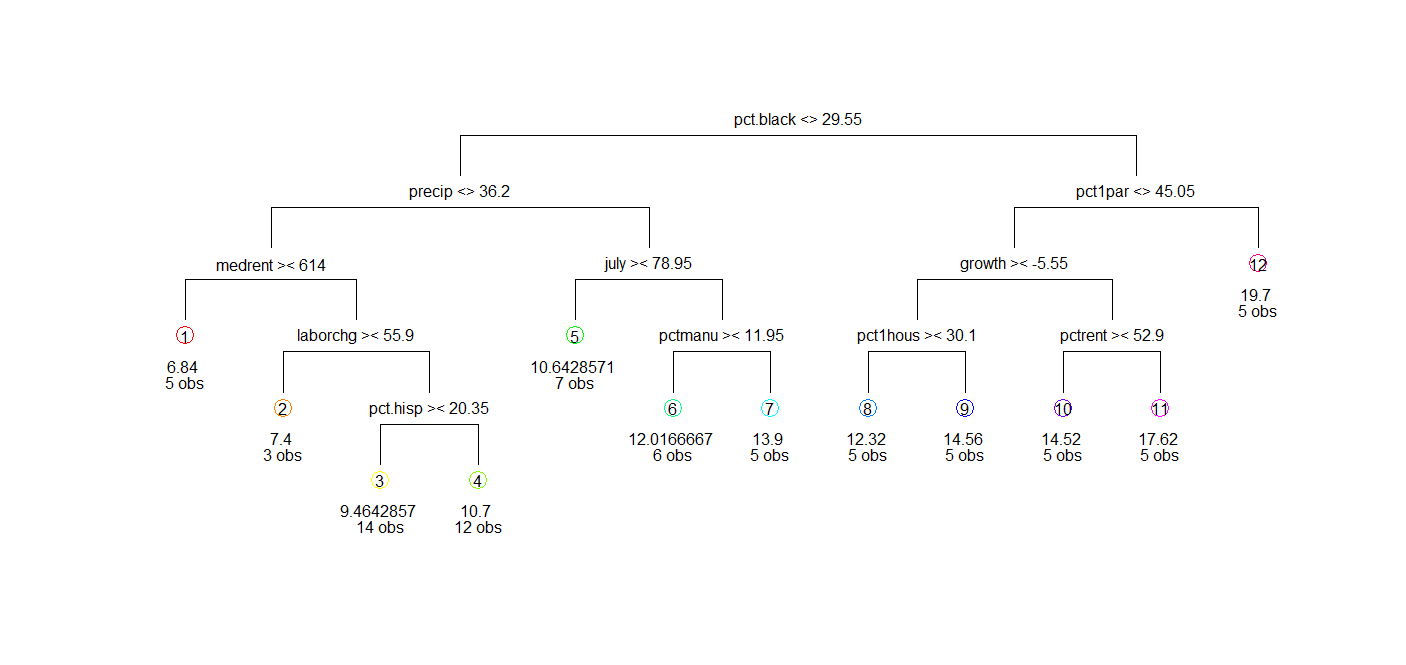 pct.black <> 29.55
precip <> 36.2
pct1par <> 45.05
medrent >< 614
july >< 78.95
growth >< -5.55
12
19.7
5 obs
1
6.84
5 obs
laborchg >< 55.9
5
10.6428571
7 obs
pctmanu >< 11.95
pct1hous >< 30.1
pctrent >< 52.9
2
7.4
3 obs
pct.hisp >< 20.35
6
12.0166667
6 obs
7
13.9
5 obs
8
12.32
5 obs
9
14.56
5 obs
10
14.52
5 obs
11
17.62
5 obs
3
9.4642857
14 obs
4
10.7
12 obs